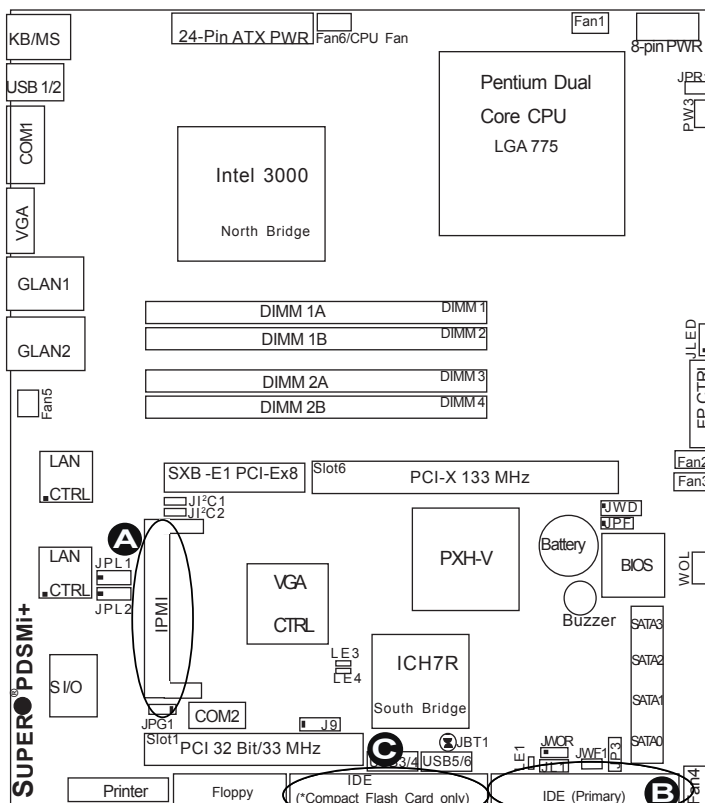 KB/MS
24-Pin ATX PWR
Fan6/CPU Fan
Fan1
8-pin PWR
USB 1/2
Pentium Dual
Core CPU
LGA 775
JPR1
PW3
COM1
Intel 3000
North Bridge
VGA
GLAN1
GLAN2
DIMM 1A DIMM 1
DIMM 1B DIMM 2
DIMM 2A DIMM 3
DIMM 2B DIMM 4
JLED
FP CTRL
Fan5
Fan2
Fan3
LAN
CTRL
SXB -E1 PCI-Ex8
Slot6
PCI-X 133 MHz
JI²C1
JI²C2
JWD
JPF
A
LAN
CTRL
JPL1
JPL2
IPMI
VGA
CTRL
PXH-V
Battery
BIOS
WOL
Buzzer
SATA3
SATA2
SATA1
SATA0
LE3
LE4
ICH7R
South Bridge
S I/O
JPG1
COM2
J9
Slot1
PCI 32 Bit/33 MHz
C
JBT1
USB3/4
USB5/6
LE1
JWOR
JL1
JWF1
JP3
SUPER ® PDSMi+
Printer
Floppy
IDE
(*Compact Flash Card only)
IDE (Primary)
B
Fan4